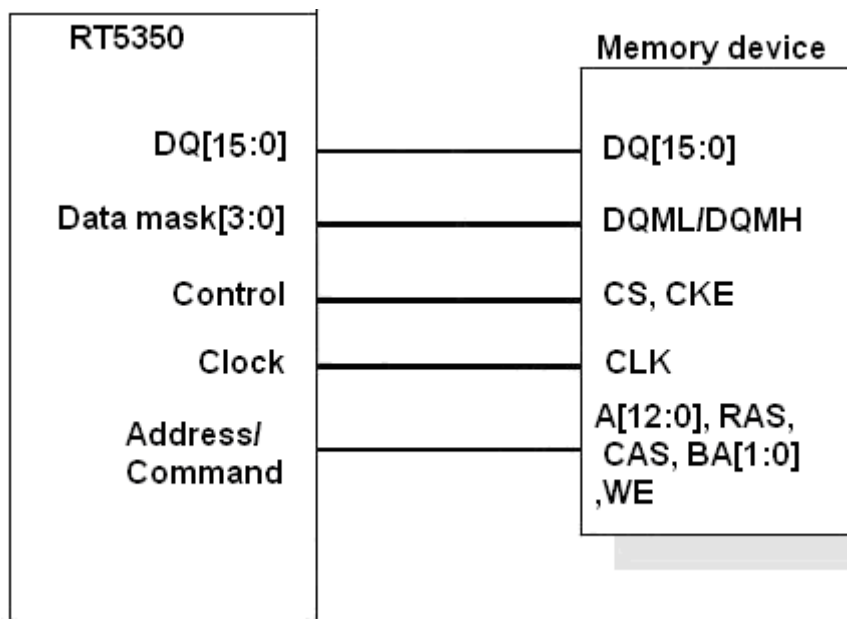 RT5350
Memory device
DQ[15:0]
DQ[15:0]
Data mask[3:0]
DQML/DQMH
Control
CS, CKE
Clock
CLK
Address/
Command
A[12:0], RAS,
CAS, BA[1:0]
,WE